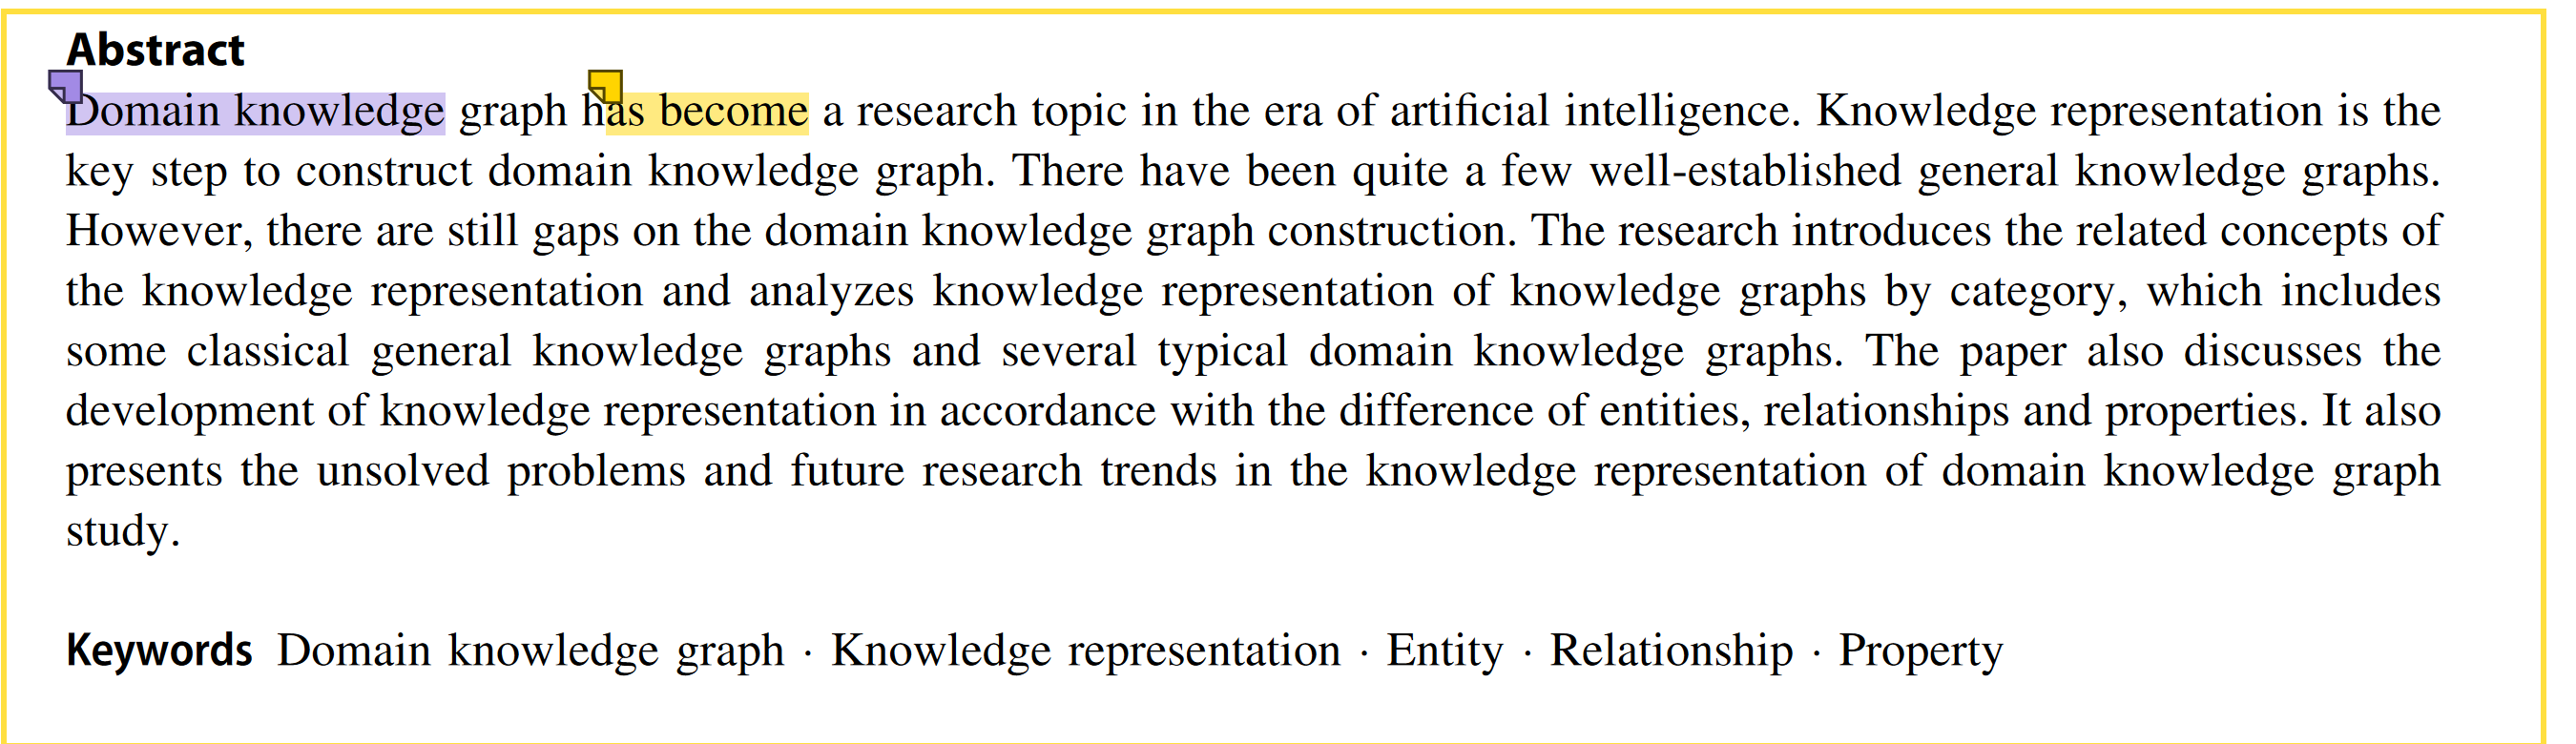 Abstract
Domain knowledge graph has become a research topic in the era of artificial intelligence. Knowledge representation is the
key step to construct domain knowledge graph. There have been quite a few well-established general knowledge graphs.
However, there are still gaps on the domain knowledge graph construction. The research introduces the related concepts of
the knowledge representation and analyzes knowledge representation of knowledge graphs by category, which includes
some classical general knowledge graphs and several typical domain knowledge graphs. The paper also discusses the
development of knowledge representation in accordance with the difference of entities, relationships and properties. It also
presents the unsolved problems and future research trends in the knowledge representation of domain knowledge graph
study.
Keywords Domain knowledge graph · Knowledge representation · Entity · Relationship · Property